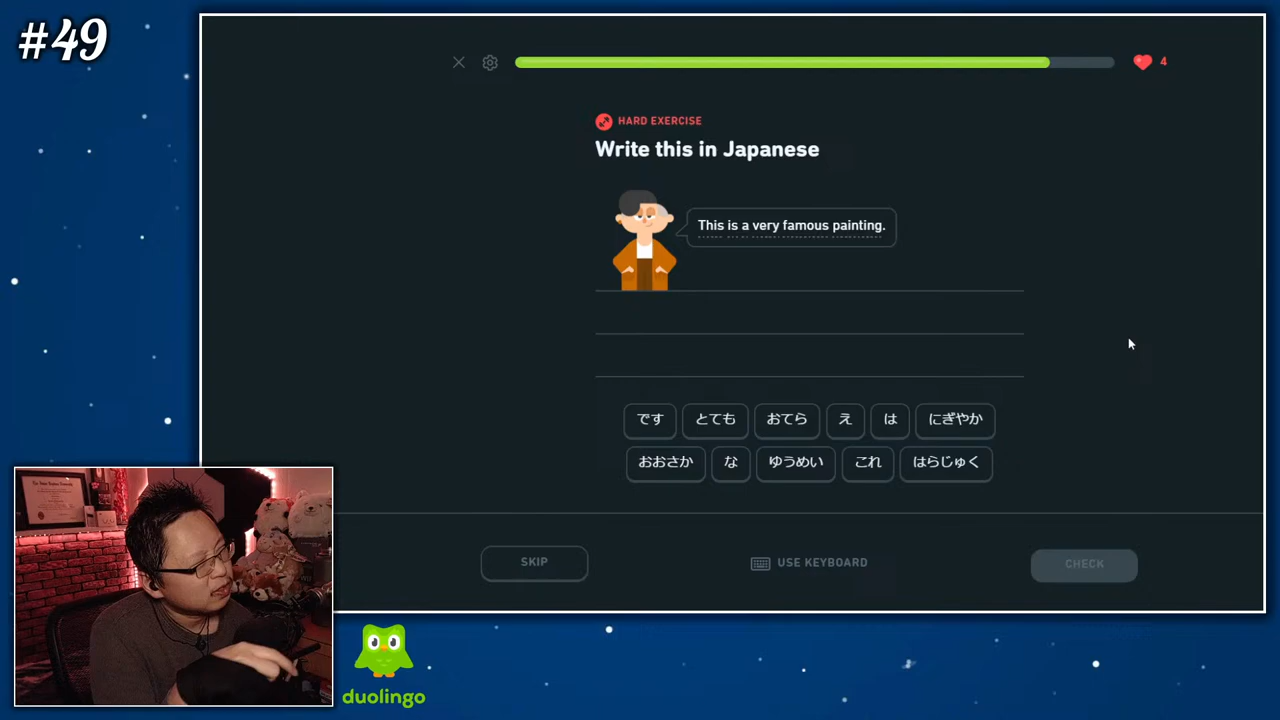 #49
4
HARD EXERCISE
Write this in Japanese
This is a very famous painting.
です とても おてら え は にぎやか
おおさか な ゆうめい これ はらじゅく
SKIP
USE KEYBOARD
CHECK
duolingo